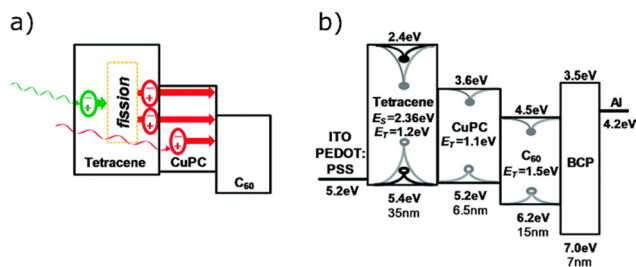 a)
fission
Tetracene
CuPC
C60
b)
2.4eV
3.6eV
3.5eV
4.5eV
Al
4.2eV
Tetracene
ES=2.36eV
ET=1.2eV
CuPC
ET=1.1eV
C60
ET=1.5eV
BCP
ITO
PEDOT:
PSS
5.2eV
5.4eV
35nm
5.2eV
6.5nm
6.2eV
15nm
7.0eV
7nm